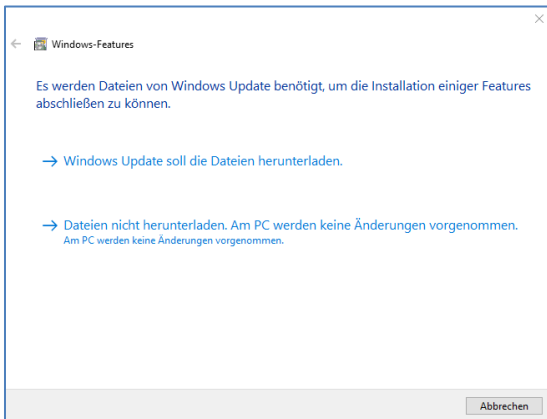 Windows-Features
Es werden Dateien von Windows Update benötigt, um die Installation einiger Features
abschließen zu können.
Windows Update soll die Dateien herunterladen.
Dateien nicht herunterladen. Am PC werden keine Änderungen vorgenommen.
Am PC werden keine Änderungen vorgenommen.
Abbrechen